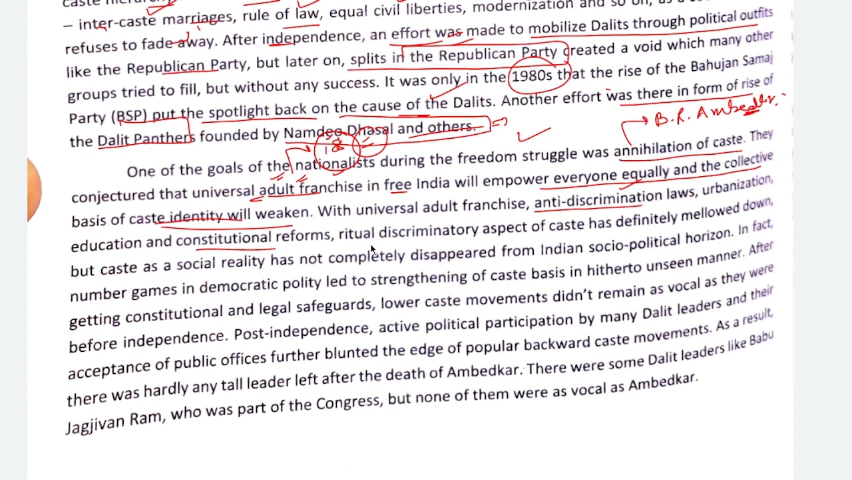 – inter-caste marriages, rule of law, equal civil liberties, modernization and so on, as a
refuses to fade away. After independence, an effort was made to mobilize Dalits through political outfits
like the Republican Party, but later on, splits in the Republican Party created a void which many other
groups tried to fill, but without any success. It was only in the 1980s that the rise of the Bahujan Samaj
Party (BSP) put the spotlight back on the cause of the Dalits. Another effort was there in form of rise of
the Dalit Panthers founded by Namdeo Dhasal and others.
B.R. Ambedkar.
18
One of the goals of the nationalists during the freedom struggle was annihilation of caste. They
conjectured that universal adult franchise in free India will empower everyone equally and the collective
basis of caste identity will weaken. With universal adult franchise, anti-discrimination laws, urbanization,
education and constitutional reforms, ritual discriminatory aspect of caste has definitely mellowed down,
but caste as a social reality has not completely disappeared from Indian socio-political horizon. In fact,
number games in democratic polity led to strengthening of caste basis in hitherto unseen manner. After
getting constitutional and legal safeguards, lower caste movements didn't remain as vocal as they were
before independence. Post-independence, active political participation by many Dalit leaders and their
acceptance of public offices further blunted the edge of popular backward caste movements. As a result,
there was hardly any tall leader left after the death of Ambedkar. There were some Dalit leaders like Babu
Jagjivan Ram, who was part of the Congress, but none of them were as vocal as Ambedkar.